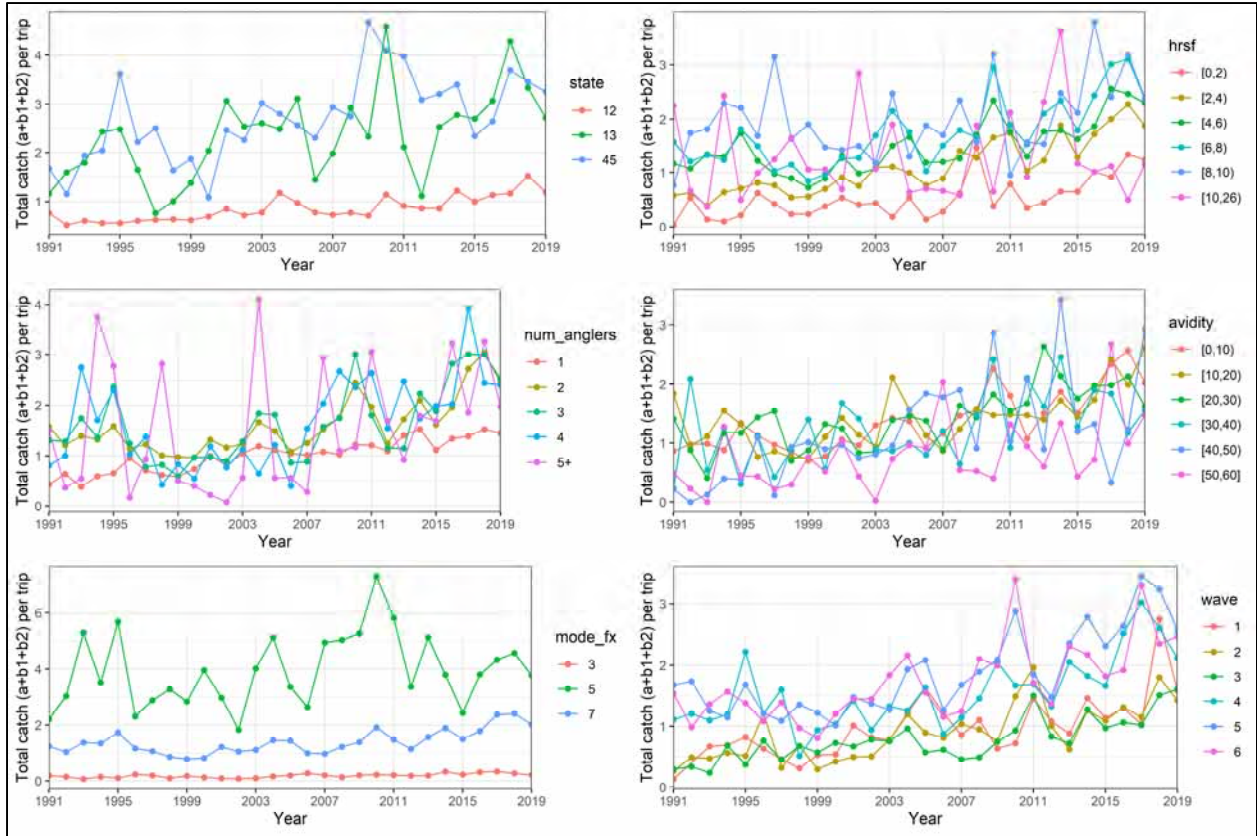 Total catch (a+b1+b2) per trip
4
3
2
1
1991 1995 1999 2003 2007 2011 2015 2019
Year
state
12
13
45
Total catch (a+b1+b2) per trip
3
2
1
0
1991 1995 1999 2003 2007 2011 2015 2019
Year
hrsf
[0,2)
[2,4)
[4,6)
[6,8)
[8,10)
[10,26)
Total catch (a+b1+b2) per trip
4
3
2
1
0
1991 1995 1999 2003 2007 2011 2015 2019
Year
num_anglers
1
2
3
4
5+
Total catch (a+b1+b2) per trip
3
2
1
0
1991 1995 1999 2003 2007 2011 2015 2019
Year
avidity
[0,10)
[10,20)
[20,30)
[30,40)
[40,50)
[50,60]
Total catch (a+b1+b2) per trip
6
4
2
0
1991 1995 1999 2003 2007 2011 2015 2019
Year
mode_fx
3
5
7
Total catch (a+b1+b2) per trip
3
2
1
0
1991 1995 1999 2003 2007 2011 2015 2019
Year
wave
1
2
3
4
5
6